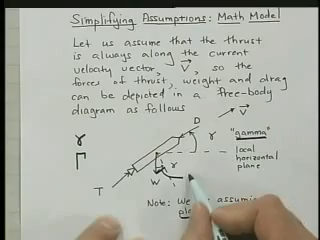 Simplifying Assumptions: Math Model
Let us assume that the thrust
is always along the current
velocity vector, V, so the
forces of thrust, weight and drag
can be depicted in a free-body
diagram as follows
V
D
γ
γ
"gamma"
Γ
local
horizontal
plane
γ
W
T
Note: We
assumin